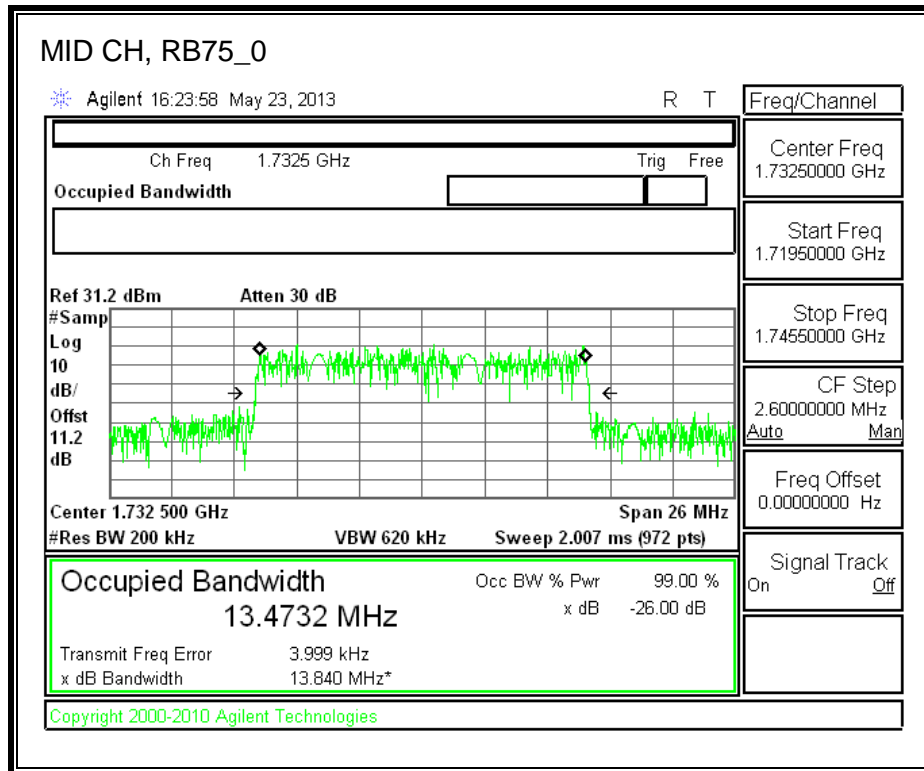 MID CH, RB75_0
Agilent 16:23:58 May 23, 2013 R T
Freq/Channel
Ch Freq 1.7325 GHz Trig Free
Occupied Bandwidth
Center Freq
1.73250000 GHz
Start Freq
1.71950000 GHz
Stop Freq
1.74550000 GHz
CF Step
2.60000000 MHz
Auto Man
Freq Offset
0.00000000 Hz
Signal Track
On Off
Ref 31.2 dBm Atten 30 dB
#Samp
Log
10
dB/
Offst
11.2
dB
Center 1.732 500 GHz Span 26 MHz
#Res BW 200 kHz VBW 620 kHz Sweep 2.007 ms (972 pts)
Occupied Bandwidth Occ BW % Pwr 99.00 %
13.4732 MHz x dB -26.00 dB
Transmit Freq Error 3.999 kHz
x dB Bandwidth 13.840 MHz*
Copyright 2000-2010 Agilent Technologies